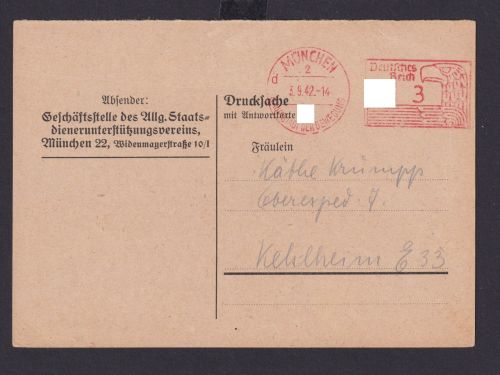 Absender:
Geschäftsstelle des Allg. Staats-
dienerunterstützungsvereins,
München 22, Widenmayerstraße 10/I
MÜNCHEN
2
d
3.9.42.-14
Deutsches
Reich
3
Drucksache
mit Antwortkarte
Fräulein
Käthe Krumpp
Kelheim